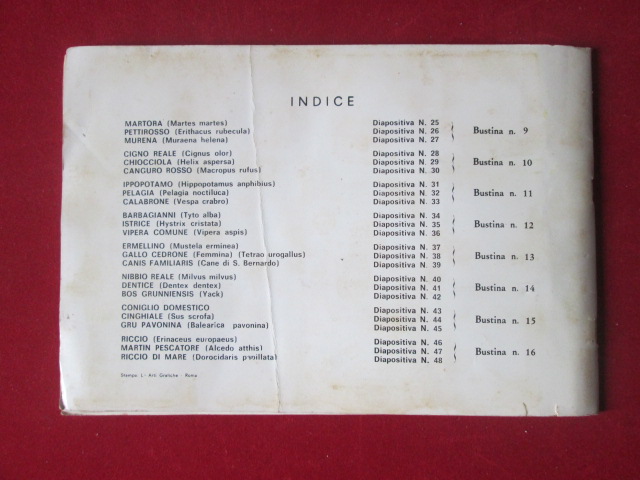 INDICE
MARTORA (Martes martes) Diapositiva N. 25
PETTIROSSO (Erithacus rubecula) Diapositiva N. 26 Bustina n. 9
MURENA (Muraena helena) Diapositiva N. 27
CIGNO REALE (Cignus olor) Diapositiva N. 28
CHIOCCIOLA (Helix aspersa) Diapositiva N. 29 Bustina n. 10
CANGURO ROSSO (Macropus rufus) Diapositiva N. 30
IPPOPOTAMO (Hippopotamus anphibius) Diapositiva N. 31
PELAGIA (Pelagia noctiluca) Diapositiva N. 32 Bustina n. 11
CALABRONE (Vespa crabro) Diapositiva N. 33
BARBAGIANNI (Tyto alba) Diapositiva N. 34
ISTRICE (Hystrix cristata) Diapositiva N. 35 Bustina n. 12
VIPERA COMUNE (Vipera aspis) Diapositiva N. 36
ERMELLINO (Mustela erminea) Diapositiva N. 37
GALLO CEDRONE (Femmina) (Tetrao urogallus) Diapositiva N. 38 Bustina n. 13
CANIS FAMILIARIS (Cane di S. Bernardo) Diapositiva N. 39
NIBBIO REALE (Milvus milvus) Diapositiva N. 40
DENTICE (Dentex dentex) Diapositiva N. 41 Bustina n. 14
BOS GRUNNIENSIS (Yack) Diapositiva N. 42
CONIGLIO DOMESTICO Diapositiva N. 43
CINGHIALE (Sus scrofa) Diapositiva N. 44 Bustina n. 15
GRU PAVONINA (Balearica pavonina) Diapositiva N. 45
RICCIO (Erinaceus europaeus) Diapositiva N. 46
MARTIN PESCATORE (Alcedo atthis) Diapositiva N. 47 Bustina n. 16
RICCIO DI MARE (Dorocidaris Diapositiva N. 48
Stampa: Arti Grafiche - Roma